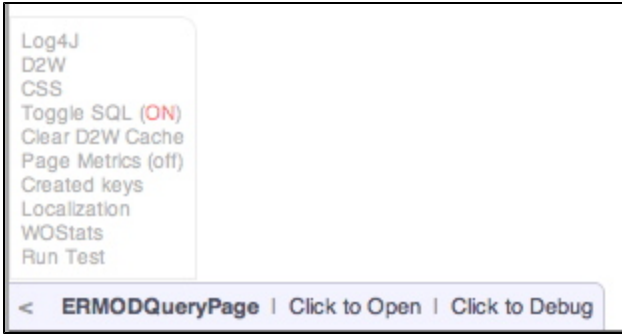 Log4J
D2W
CSS
Toggle SQL (ON)
Clear D2W Cache
Page Metrics (off)
Created keys
Localization
WOStats
Run Test
< ERMODQueryPage | Click to Open | Click to Debug